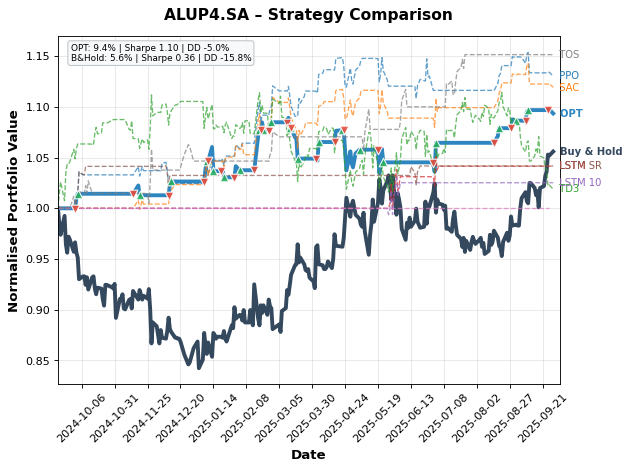 ALUP4.SA – Strategy Comparison
OPT: 9.4% | Sharpe 1.10 | DD -5.0%
B&Hold: 5.6% | Sharpe 0.36 | DD -15.8%
Normalised Portfolio Value
1.15
1.10
1.05
1.00
0.95
0.90
0.85
TOS
PPO
SAC
OPT
Buy & Hold
LSTM SR
LSTM 10
TD3
2024-10-06
2024-10-31
2024-11-25
2024-12-20
2025-01-14
2025-02-08
2025-03-05
2025-03-30
2025-04-24
2025-05-19
2025-06-13
2025-07-08
2025-08-02
2025-08-27
2025-09-21
Date